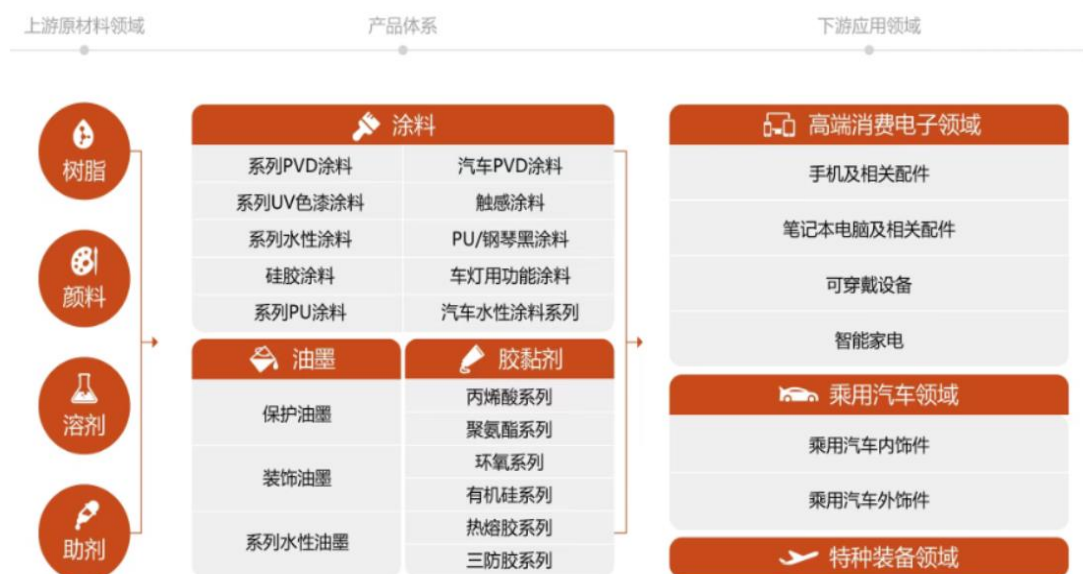 上游原材料领域
产品体系
下游应用领域
树脂
颜料
溶剂
助剂
涂料
系列PVD涂料
汽车PVD涂料
系列UV色漆涂料
触感涂料
系列水性涂料
PU/钢琴黑涂料
硅胶涂料
车灯用功能涂料
系列PU涂料
汽车水性涂料系列
油墨
保护油墨
装饰油墨
系列水性油墨
胶黏剂
丙烯酸系列
聚氨酯系列
环氧系列
有机硅系列
热熔胶系列
三防胶系列
高端消费电子领域
手机及相关配件
笔记本电脑及相关配件
可穿戴设备
智能家电
乘用汽车领域
乘用汽车内饰件
乘用汽车外饰件
特种装备领域